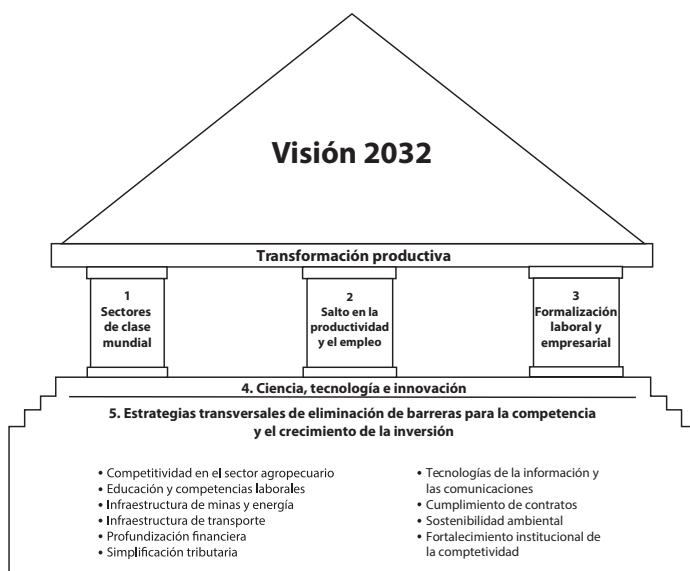 Visión 2032
Transformación productiva
1
Sectores
de clase
mundial
2
Salto en la
productividad
y el empleo
3
Formalización
laboral y
empresarial
4. Ciencia, tecnología e innovación
5. Estrategias transversales de eliminación de barreras para la competencia
y el crecimiento de la inversión
• Competitividad en el sector agropecuario
• Educación y competencias laborales
• Infraestructura de minas y energía
• Infraestructura de transporte
• Profundización financiera
• Simplificación tributaria
• Tecnologías de la información y
las comunicaciones
• Cumplimiento de contratos
• Sostenibilidad ambiental
• Fortalecimiento institucional de
la comptetividad